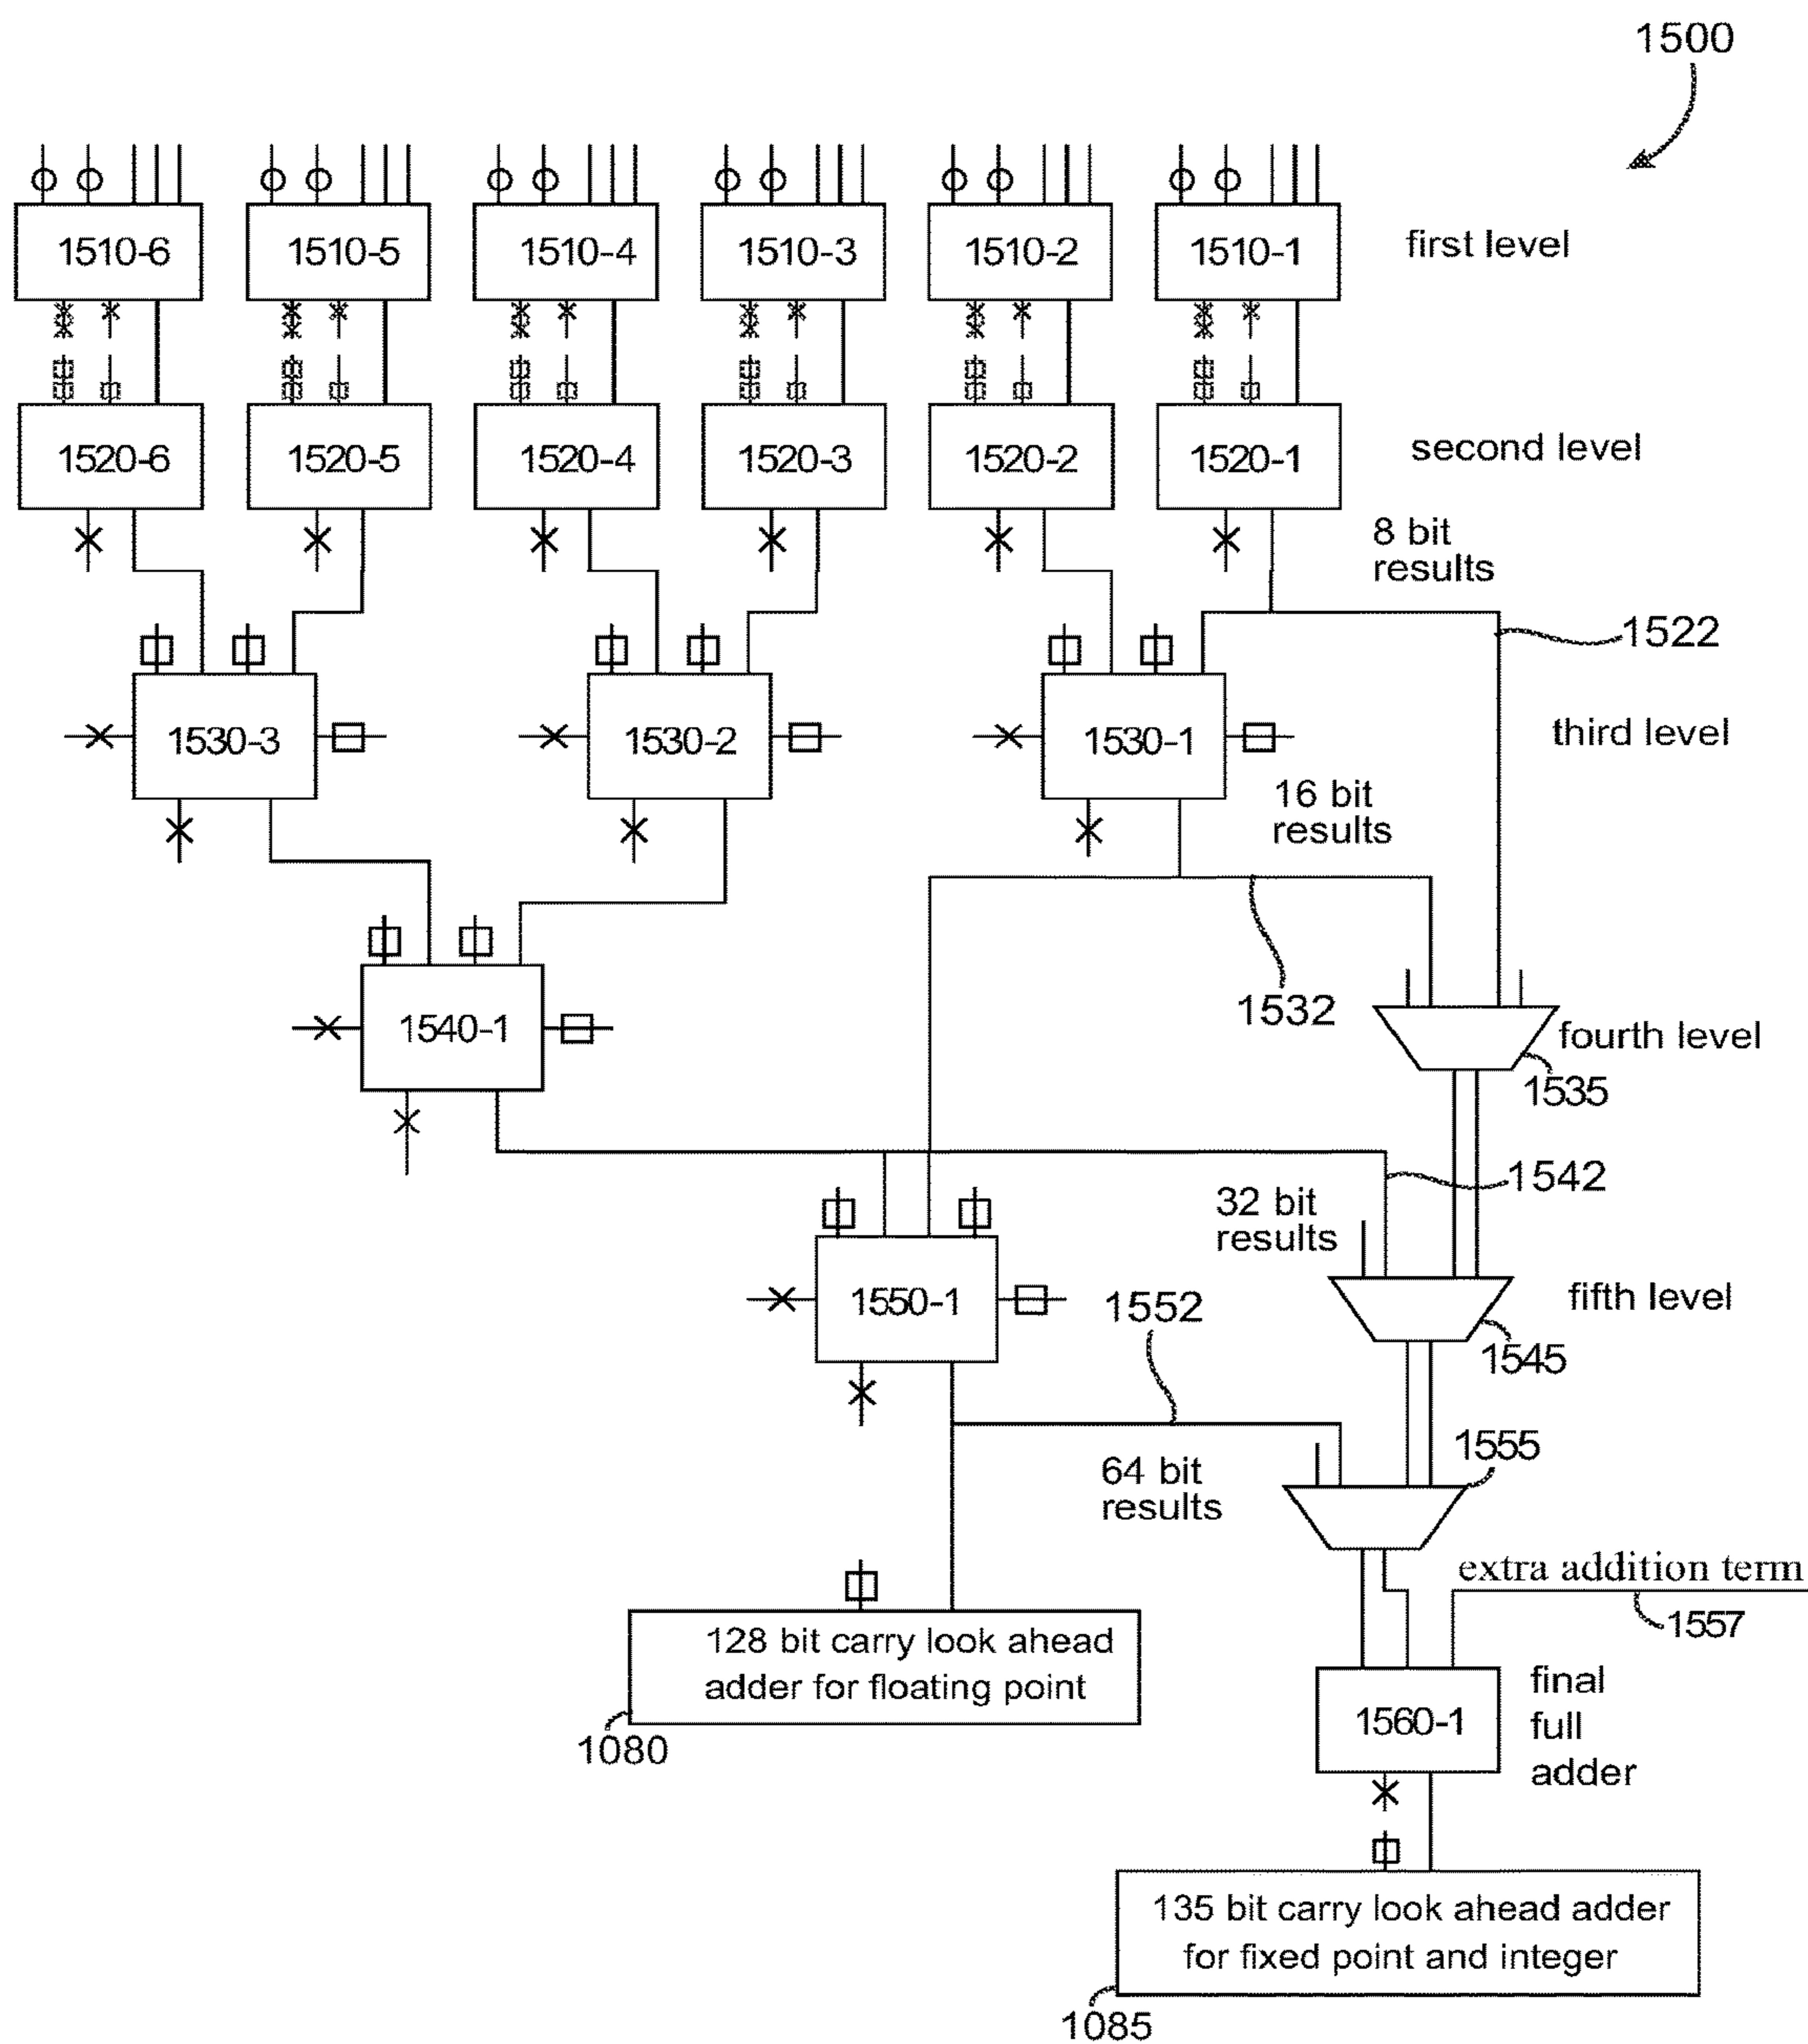 1500
1510-6 1510-5 1510-4 1510-3 1510-2 1510-1 first level
1520-6 1520-5 1520-4 1520-3 1520-2 1520-1 second level
8 bit
results
1522
1530-3 1530-2 1530-1 third level
16 bit
results
1532
1540-1 fourth level
1535
1542
32 bit
results
1550-1 1552 fifth level
1545
1555
64 bit
results
extra addition term
1557
128 bit carry look ahead
adder for floating point
1080
1560-1
final
full
adder
135 bit carry look ahead adder
for fixed point and integer
1085